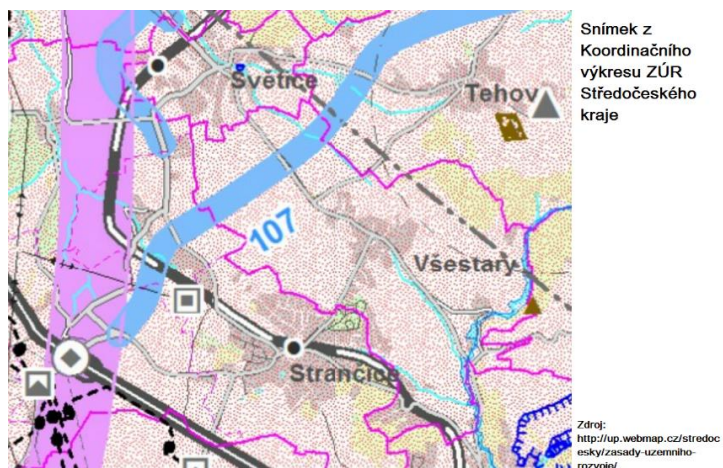 Snímek z
Koordinačního
výkresu ZÚR
Středočeského
kraje
Světice
Tehov
107
Všestary
Strančice
Zdroj:
http://up.webmap.cz/stredoc
esky/zasady-uzemniho-
rozvoje/